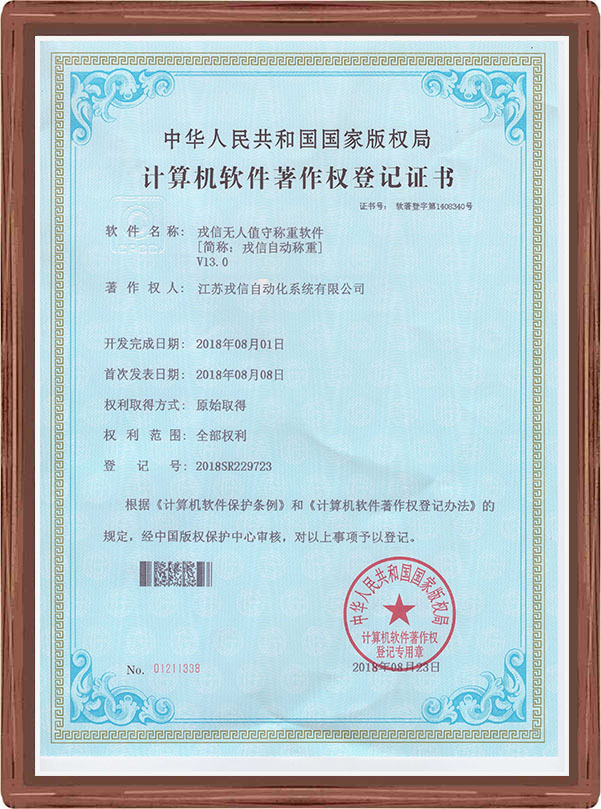 中华人民共和国国家版权局
计算机软件著作权登记证书
证书号： 软著登字第1408340号
软件名称： 戎信无人值守称重软件
[简称：戎信自动称重]
V13.0
著作权人： 江苏戎信自动化系统有限公司
开发完成日期： 2018年08月01日
首次发表日期： 2018年08月08日
权利取得方式： 原始取得
权利范围： 全部权利
登记号： 2018SR229723
根据《计算机软件保护条例》和《计算机软件著作权登记办法》的
规定，经中国版权保护中心审核，对以上事项予以登记。
中华人民共和国国家版权局
计算机软件著作权
登记专用章
2018年08月23日
No. 01211338